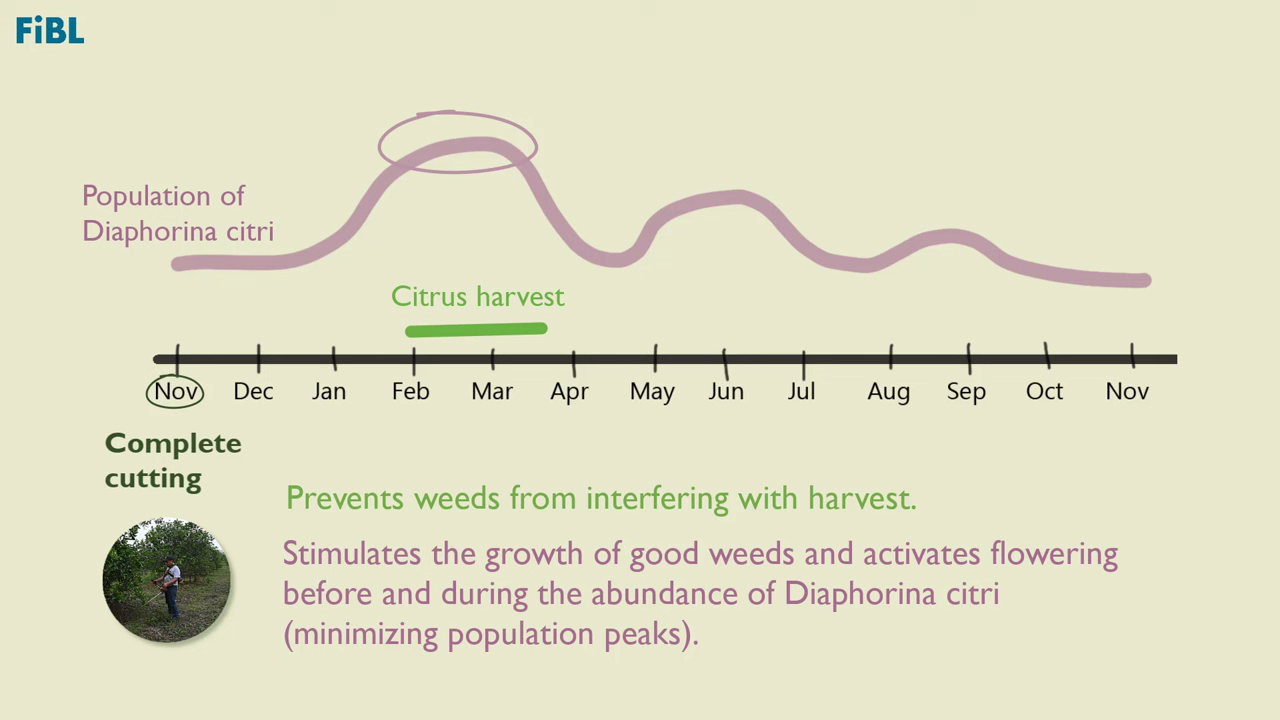 FiBL
Population of
Diaphorina citri
Citrus harvest
Nov Dec Jan Feb Mar Apr May Jun Jul Aug Sep Oct Nov
Complete
cutting
Prevents weeds from interfering with harvest.
Stimulates the growth of good weeds and activates flowering
before and during the abundance of Diaphorina citri
(minimizing population peaks).